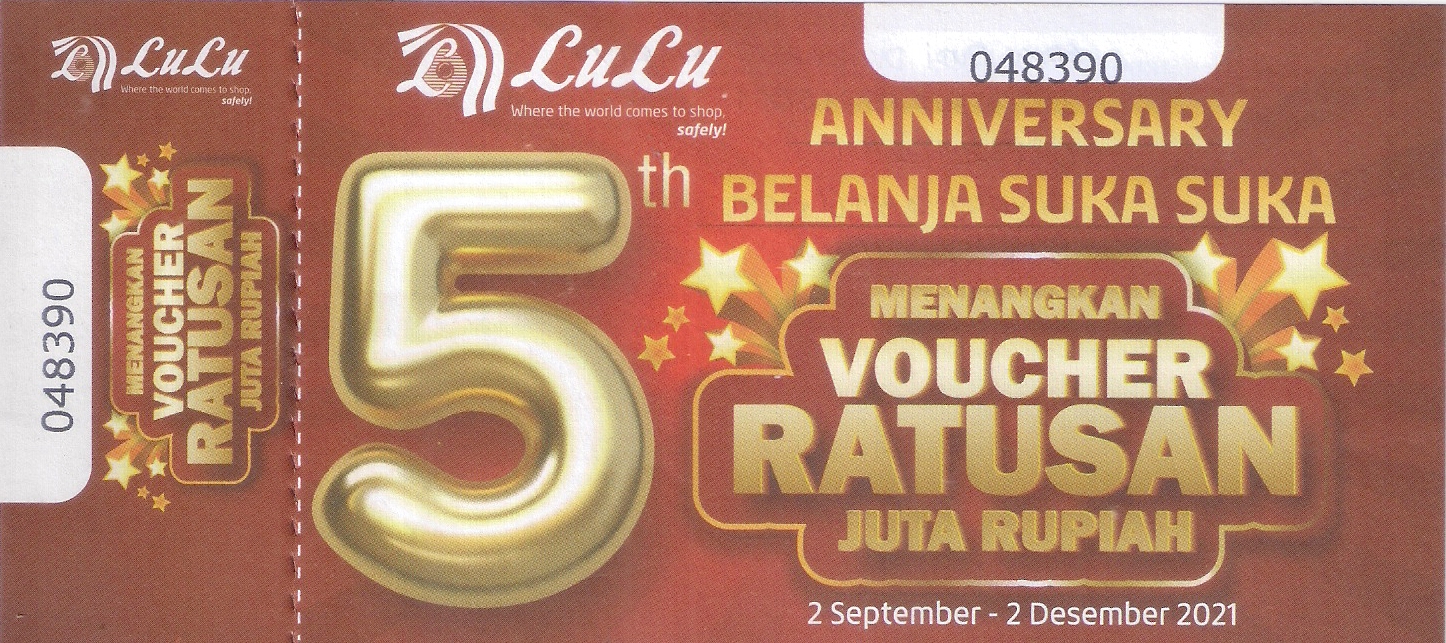 LuLu
Where the world comes to shop,
safely!
048390
MENANGKAN
VOUCHER
RATUSAN
JUTA RUPIAH
LuLu
Where the world comes to shop,
safely!
048390
5th
ANNIVERSARY
BELANJA SUKA SUKA
MENANGKAN
VOUCHER
RATUSAN
JUTA RUPIAH
2 September - 2 Desember 2021